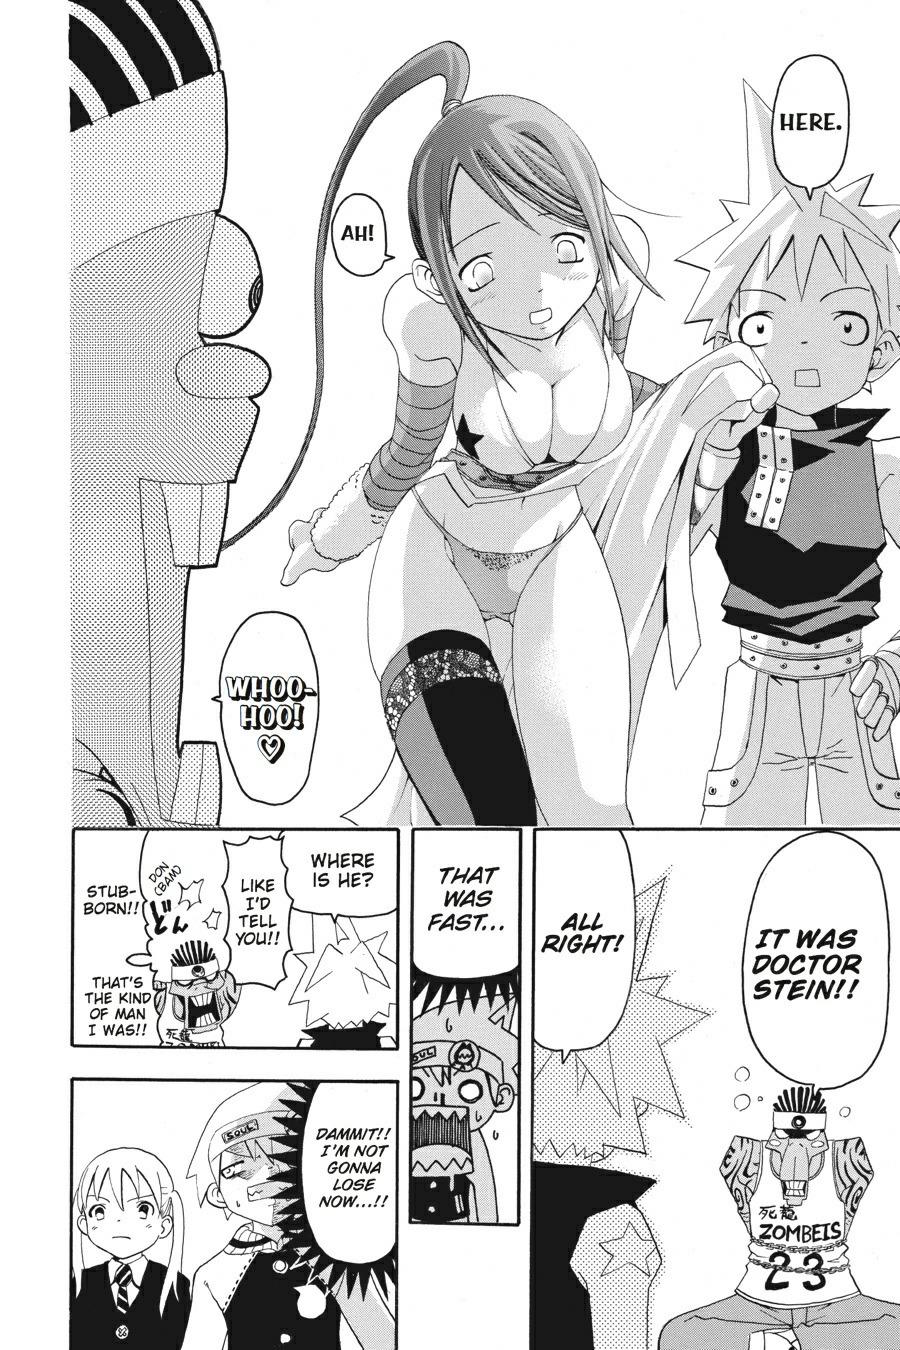 HERE.
AH!
WHOO-
HOO!
WHERE
IS HE?
LIKE
I'D
TELL
YOU!!
DON
(BAM)
どん
STUB-
BORN!!
THAT'S
THE KIND
OF MAN
I WAS!!
死龍
THAT
WAS
FAST...
SOUL
ALL
RIGHT!
IT WAS
DOCTOR
STEIN!!
死龍
ZOMBEIS
23
DAMMIT!!
I'M NOT
GONNA
LOSE
NOW...!!
SOUL